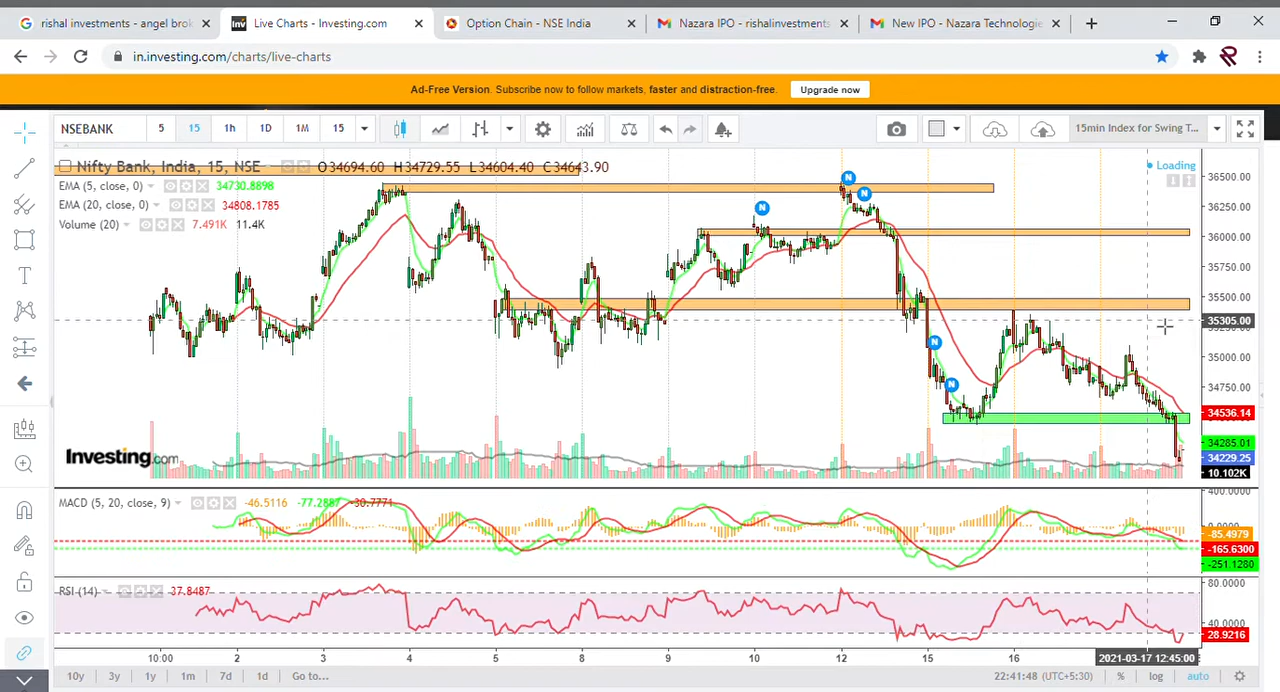 rishal investments - angel brok
Live Charts - Investing.com
Option Chain - NSE India
Nazara IPO - rishalinvestments
New IPO - Nazara Technologie
in.investing.com/charts/live-charts
Ad-Free Version. Subscribe now to follow markets, faster and distraction-free. Upgrade now
NSEBANK 5 15 1h 1D 1M 15
15min Index for Swing T...
Nifty Bank, India, 15, NSE O34694.60 H34729.55 L34604.40 C34643.90
Loading
EMA (5, close, 0) 34730.8898
EMA (20, close, 0) 34808.1785
Volume (20) 7.491K 11.4K
N
N
N
N
N
36500.00
36250.00
36000.00
35750.00
35500.00
35305.00
35000.00
34750.00
34536.14
34285.01
34229.25
10.102K
Investing.com
MACD (5, 20, close, 9) -46.5116 -77.2887 -30.7771
400.0000
-85.4979
-165.6300
-251.1280
RSI (14) 37.8487
80.0000
40.0000
28.9216
10:00 2 3 4 5 8 9 10 12 15 16 2021-03-17 12:45:00
10y 3y 1y 1m 7d 1d Go to... 22:41:48 (UTC+5:30) % log auto